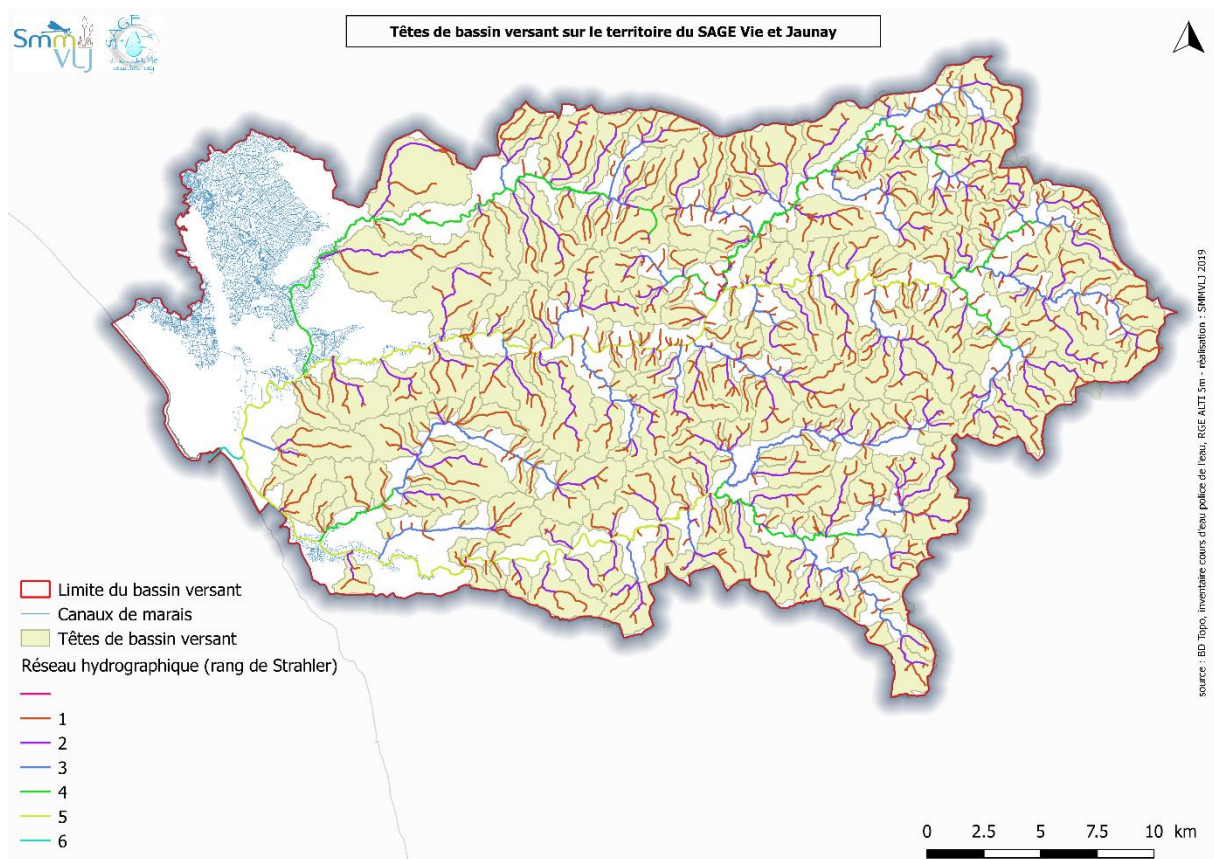 Têtes de bassin versant sur le territoire du SAGE Vie et Jaunay
Smm
VLJ
SAGE
Limite du bassin versant
Canaux de marais
Têtes de bassin versant
Réseau hydrographique (rang de Strahler)
1
2
3
4
5
6
0 2.5 5 7.5 10 km
source : BD Topo, inventaire cours d'eau police de l'eau, RGE ALTI 5m - réalisation : SMMVLJ 2019